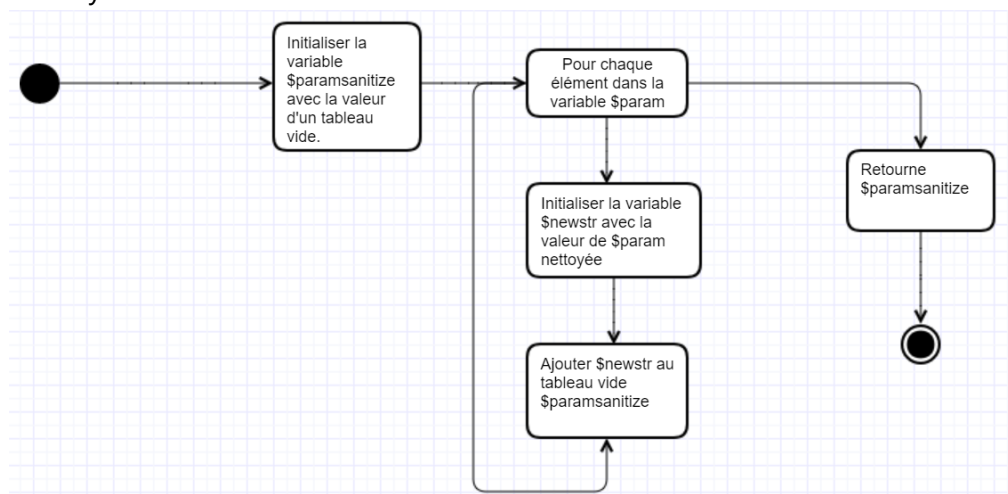 Initialiser la
variable
$paramsanitize
avec la valeur
d'un tableau
vide.
Pour chaque
élément dans la
variable $param
Initialiser la variable
$newstr avec la
valeur de $param
nettoyée
Ajouter $newstr au
tableau vide
$paramsanitize
Retourne
$paramsanitize